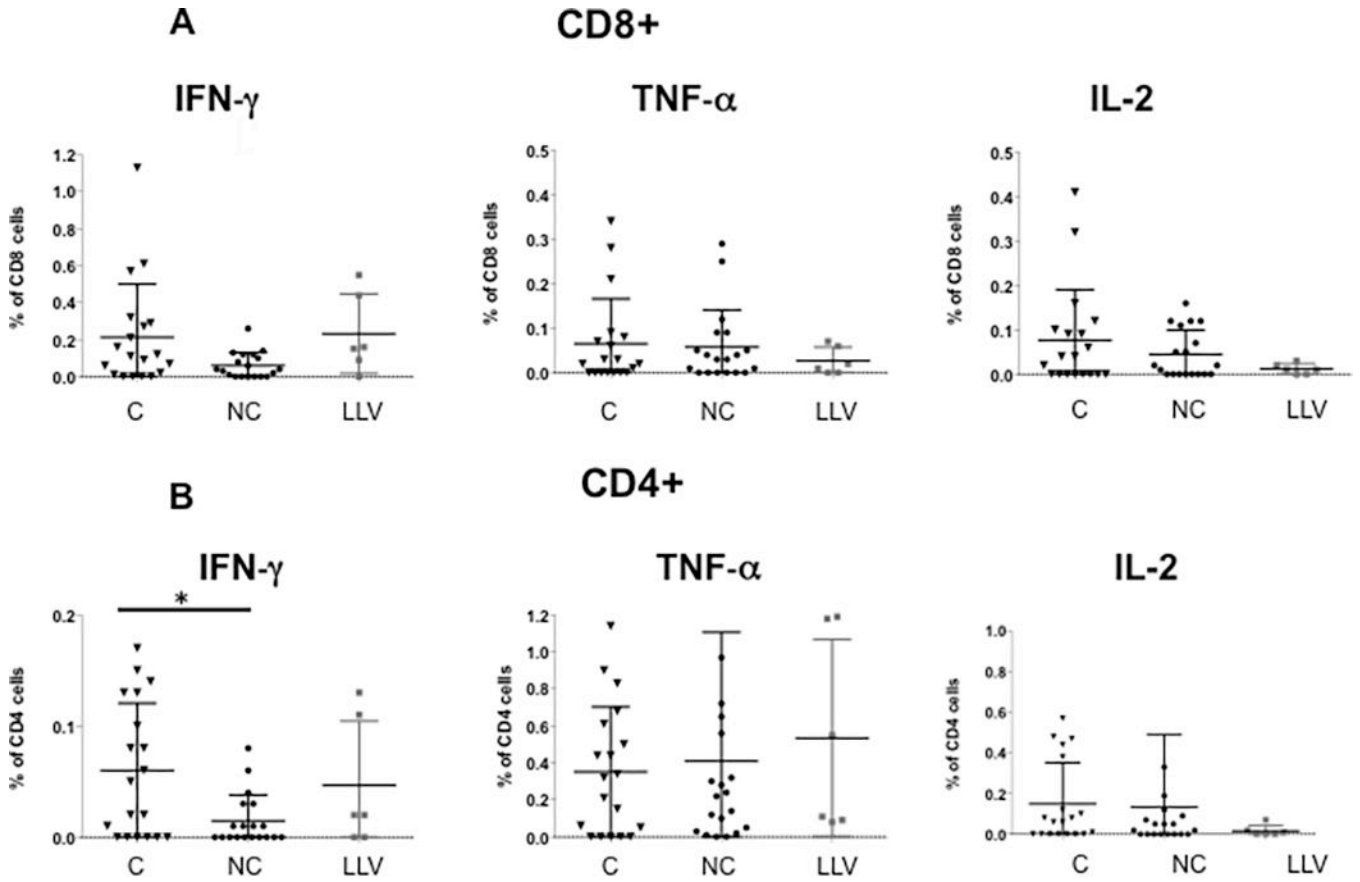 A
CD8+
IFN-γ
TNF-α
IL-2
% of CD8 cells
1.2
1.0
0.8
0.6
0.4
0.2
0.0
C
NC
LLV
% of CD8 cells
0.5
0.4
0.3
0.2
0.1
0.0
C
NC
LLV
% of CD8 cells
0.5
0.4
0.3
0.2
0.1
0.0
C
NC
LLV
B
CD4+
IFN-γ
TNF-α
IL-2
% of CD4 cells
0.2
0.1
0.0
*
C
NC
LLV
% of CD4 cells
1.2
1.0
0.8
0.6
0.4
0.2
0.0
C
NC
LLV
% of CD4 cells
1.0
0.8
0.6
0.4
0.2
0.0
C
NC
LLV